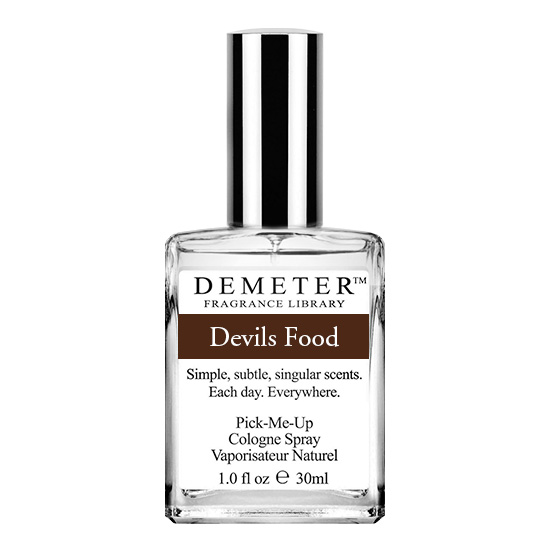 DEMETER™
FRAGRANCE LIBRARY
Devils Food
Simple, subtle, singular scents.
Each day. Everywhere.
Pick-Me-Up
Cologne Spray
Vaporisateur Naturel
1.0 fl oz ℮ 30ml